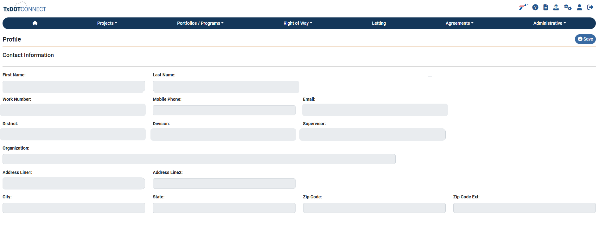 TxDOTCONNECT
Projects Portfolios / Programs Right of Way Letting Agreements Administrative
Profile Save
Contact Information
First Name: Last Name:
Work Number: Mobile Phone: Email:
District: Division: Supervisor:
Organization:
Address Line1: Address Line2:
City: State: Zip Code: Zip Code Ext: